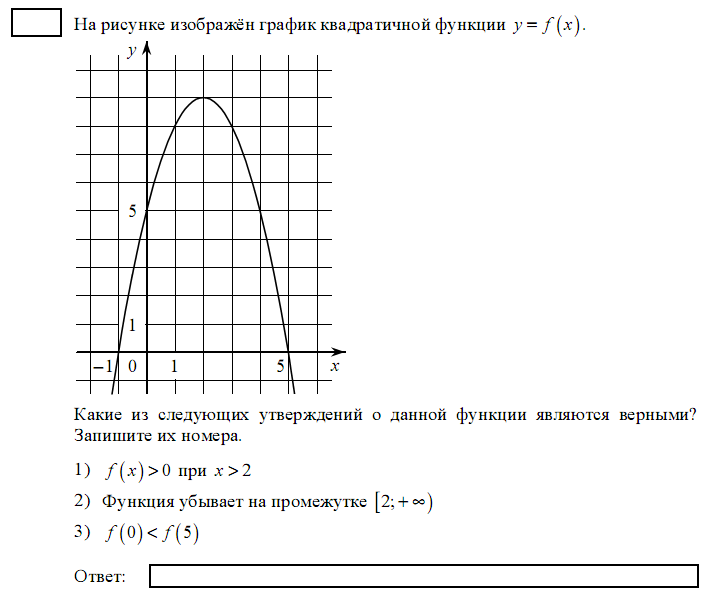 На рисунке изображён график квадратичной функции y = f(x).
y
5
1
−1 0 1 5 x
Какие из следующих утверждений о данной функции являются верными?
Запишите их номера.
1) f(x) > 0 при x > 2
2) Функция убывает на промежутке [2; +∞)
3) f(0) < f(5)
Ответ: